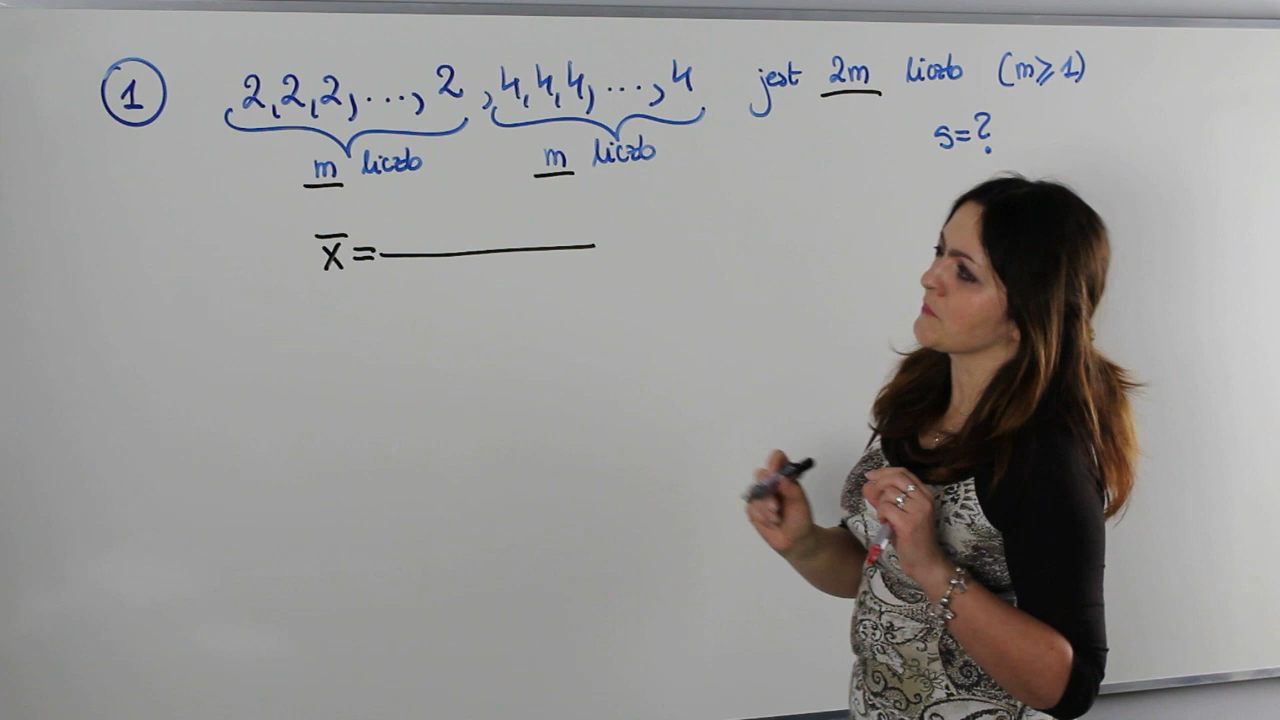 1 2,2,2,...,2,4,4,4,...,4 jest 2m liczb (m⩾1)
m liczb m liczb s=?
x̄=